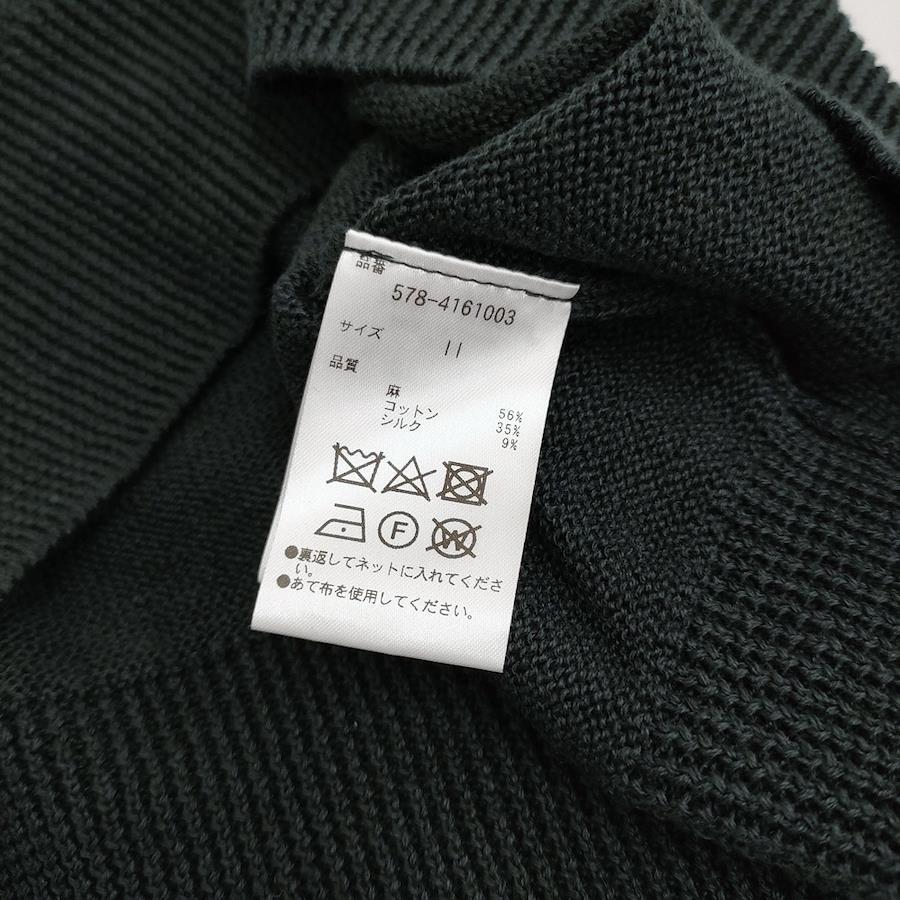 品番
578-4161003
サイズ
11
品質
麻 56%
コットン 35%
シルク 9%
F
W
●裏返してネットに入れてくださ
い。
●あて布を使用してください。